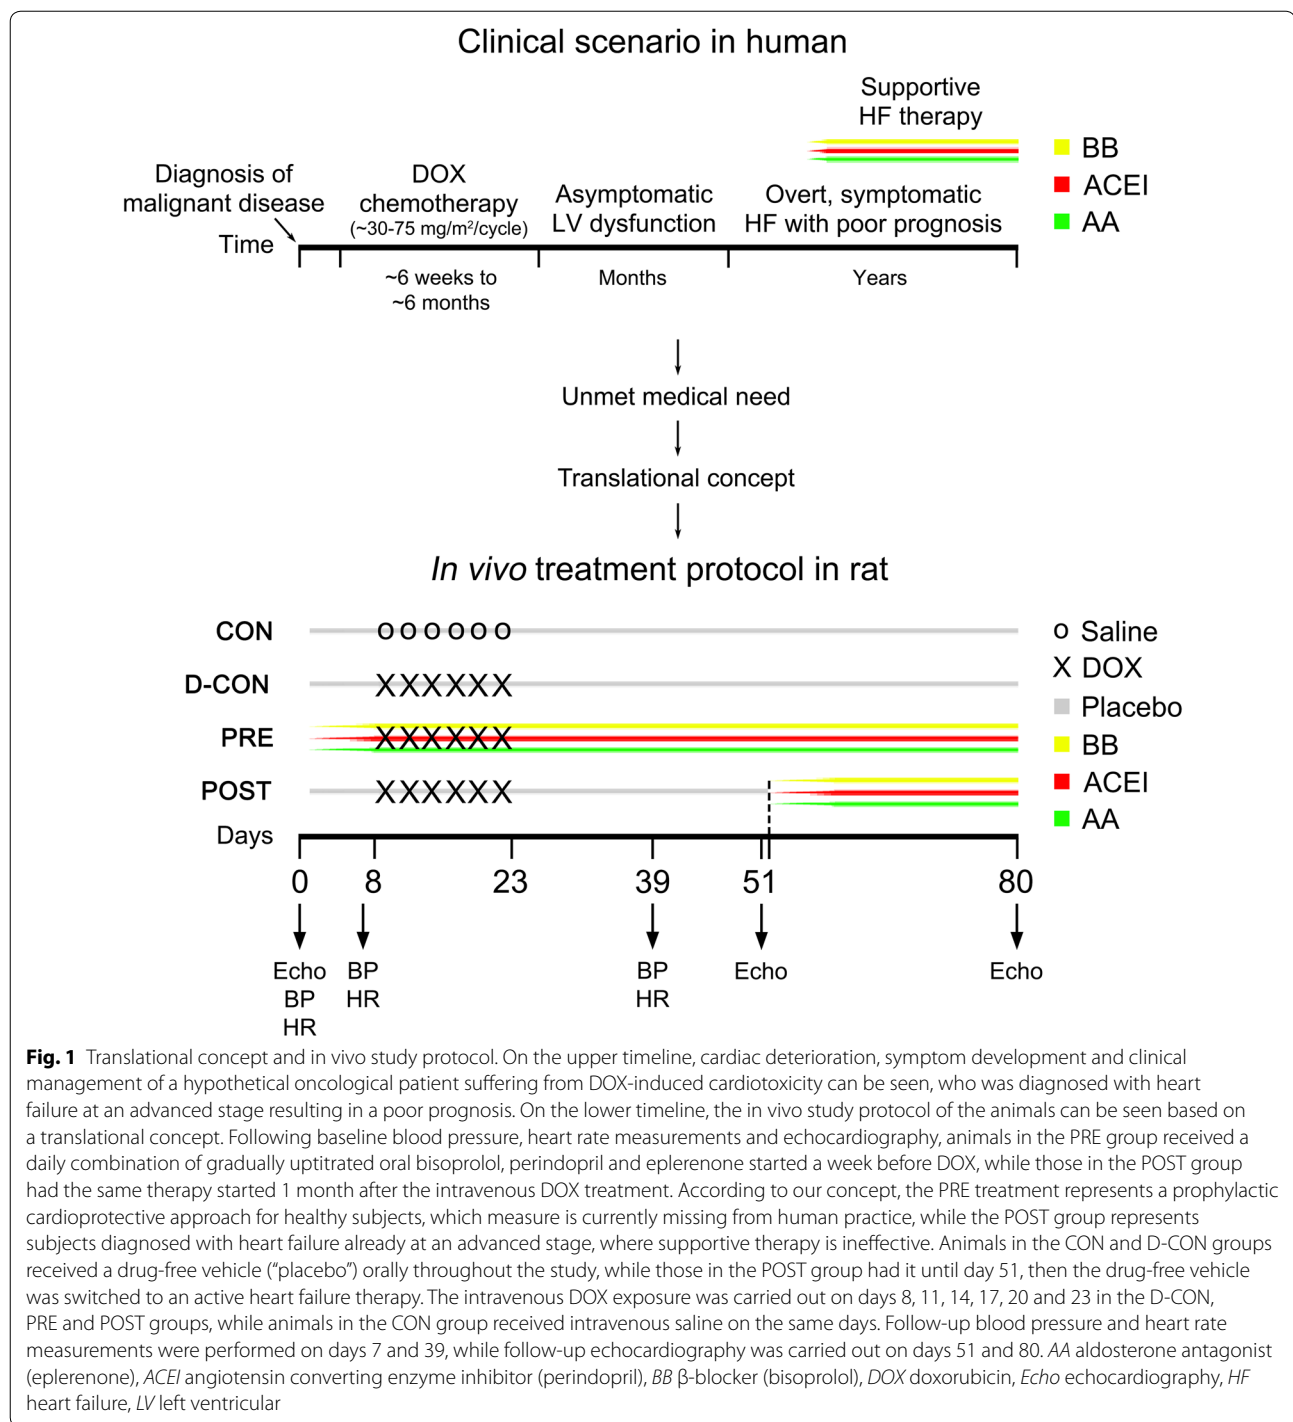 Clinical scenario in human
Supportive
HF therapy
BB
ACEI
AA
Diagnosis of
malignant disease
DOX
chemotherapy
(~30-75 mg/m²/cycle)
Asymptomatic
LV dysfunction
Overt, symptomatic
HF with poor prognosis
Time
~6 weeks to
~6 months
Months
Years
Unmet medical need
Translational concept
In vivo treatment protocol in rat
CON
o o o o o o
D-CON
XXXXXX
PRE
XXXXXX
POST
XXXXXX
o Saline
X DOX
Placebo
BB
ACEI
AA
Days
0 8 23 39 51 80
Echo
BP
HR
BP
HR
BP
HR
Echo
Echo
Fig. 1 Translational concept and in vivo study protocol. On the upper timeline, cardiac deterioration, symptom development and clinical
management of a hypothetical oncological patient suffering from DOX-induced cardiotoxicity can be seen, who was diagnosed with heart
failure at an advanced stage resulting in a poor prognosis. On the lower timeline, the in vivo study protocol of the animals can be seen based on
a translational concept. Following baseline blood pressure, heart rate measurements and echocardiography, animals in the PRE group received a
daily combination of gradually uptitrated oral bisoprolol, perindopril and eplerenone started a week before DOX, while those in the POST group
had the same therapy started 1 month after the intravenous DOX treatment. According to our concept, the PRE treatment represents a prophylactic
cardioprotective approach for healthy subjects, which measure is currently missing from human practice, while the POST group represents
subjects diagnosed with heart failure already at an advanced stage, where supportive therapy is ineffective. Animals in the CON and D-CON groups
received a drug-free vehicle (“placebo”) orally throughout the study, while those in the POST group had it until day 51, then the drug-free vehicle
was switched to an active heart failure therapy. The intravenous DOX exposure was carried out on days 8, 11, 14, 17, 20 and 23 in the D-CON,
PRE and POST groups, while animals in the CON group received intravenous saline on the same days. Follow-up blood pressure and heart rate
measurements were performed on days 7 and 39, while follow-up echocardiography was carried out on days 51 and 80. AA aldosterone antagonist
(eplerenone), ACEI angiotensin converting enzyme inhibitor (perindopril), BB β-blocker (bisoprolol), DOX doxorubicin, Echo echocardiography, HF
heart failure, LV left ventricular